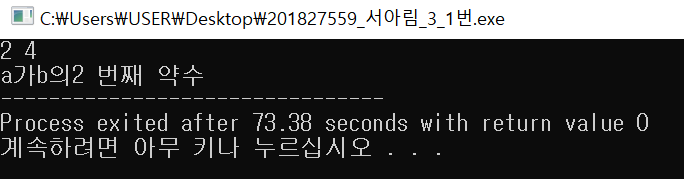 C:₩Users₩USER₩Desktop₩201827559_서아림_3_1번.exe
2 4
a가b의2 번째 약수
--------------------------------
Process exited after 73.38 seconds with return value 0
계속하려면 아무 키나 누르십시오 . . .